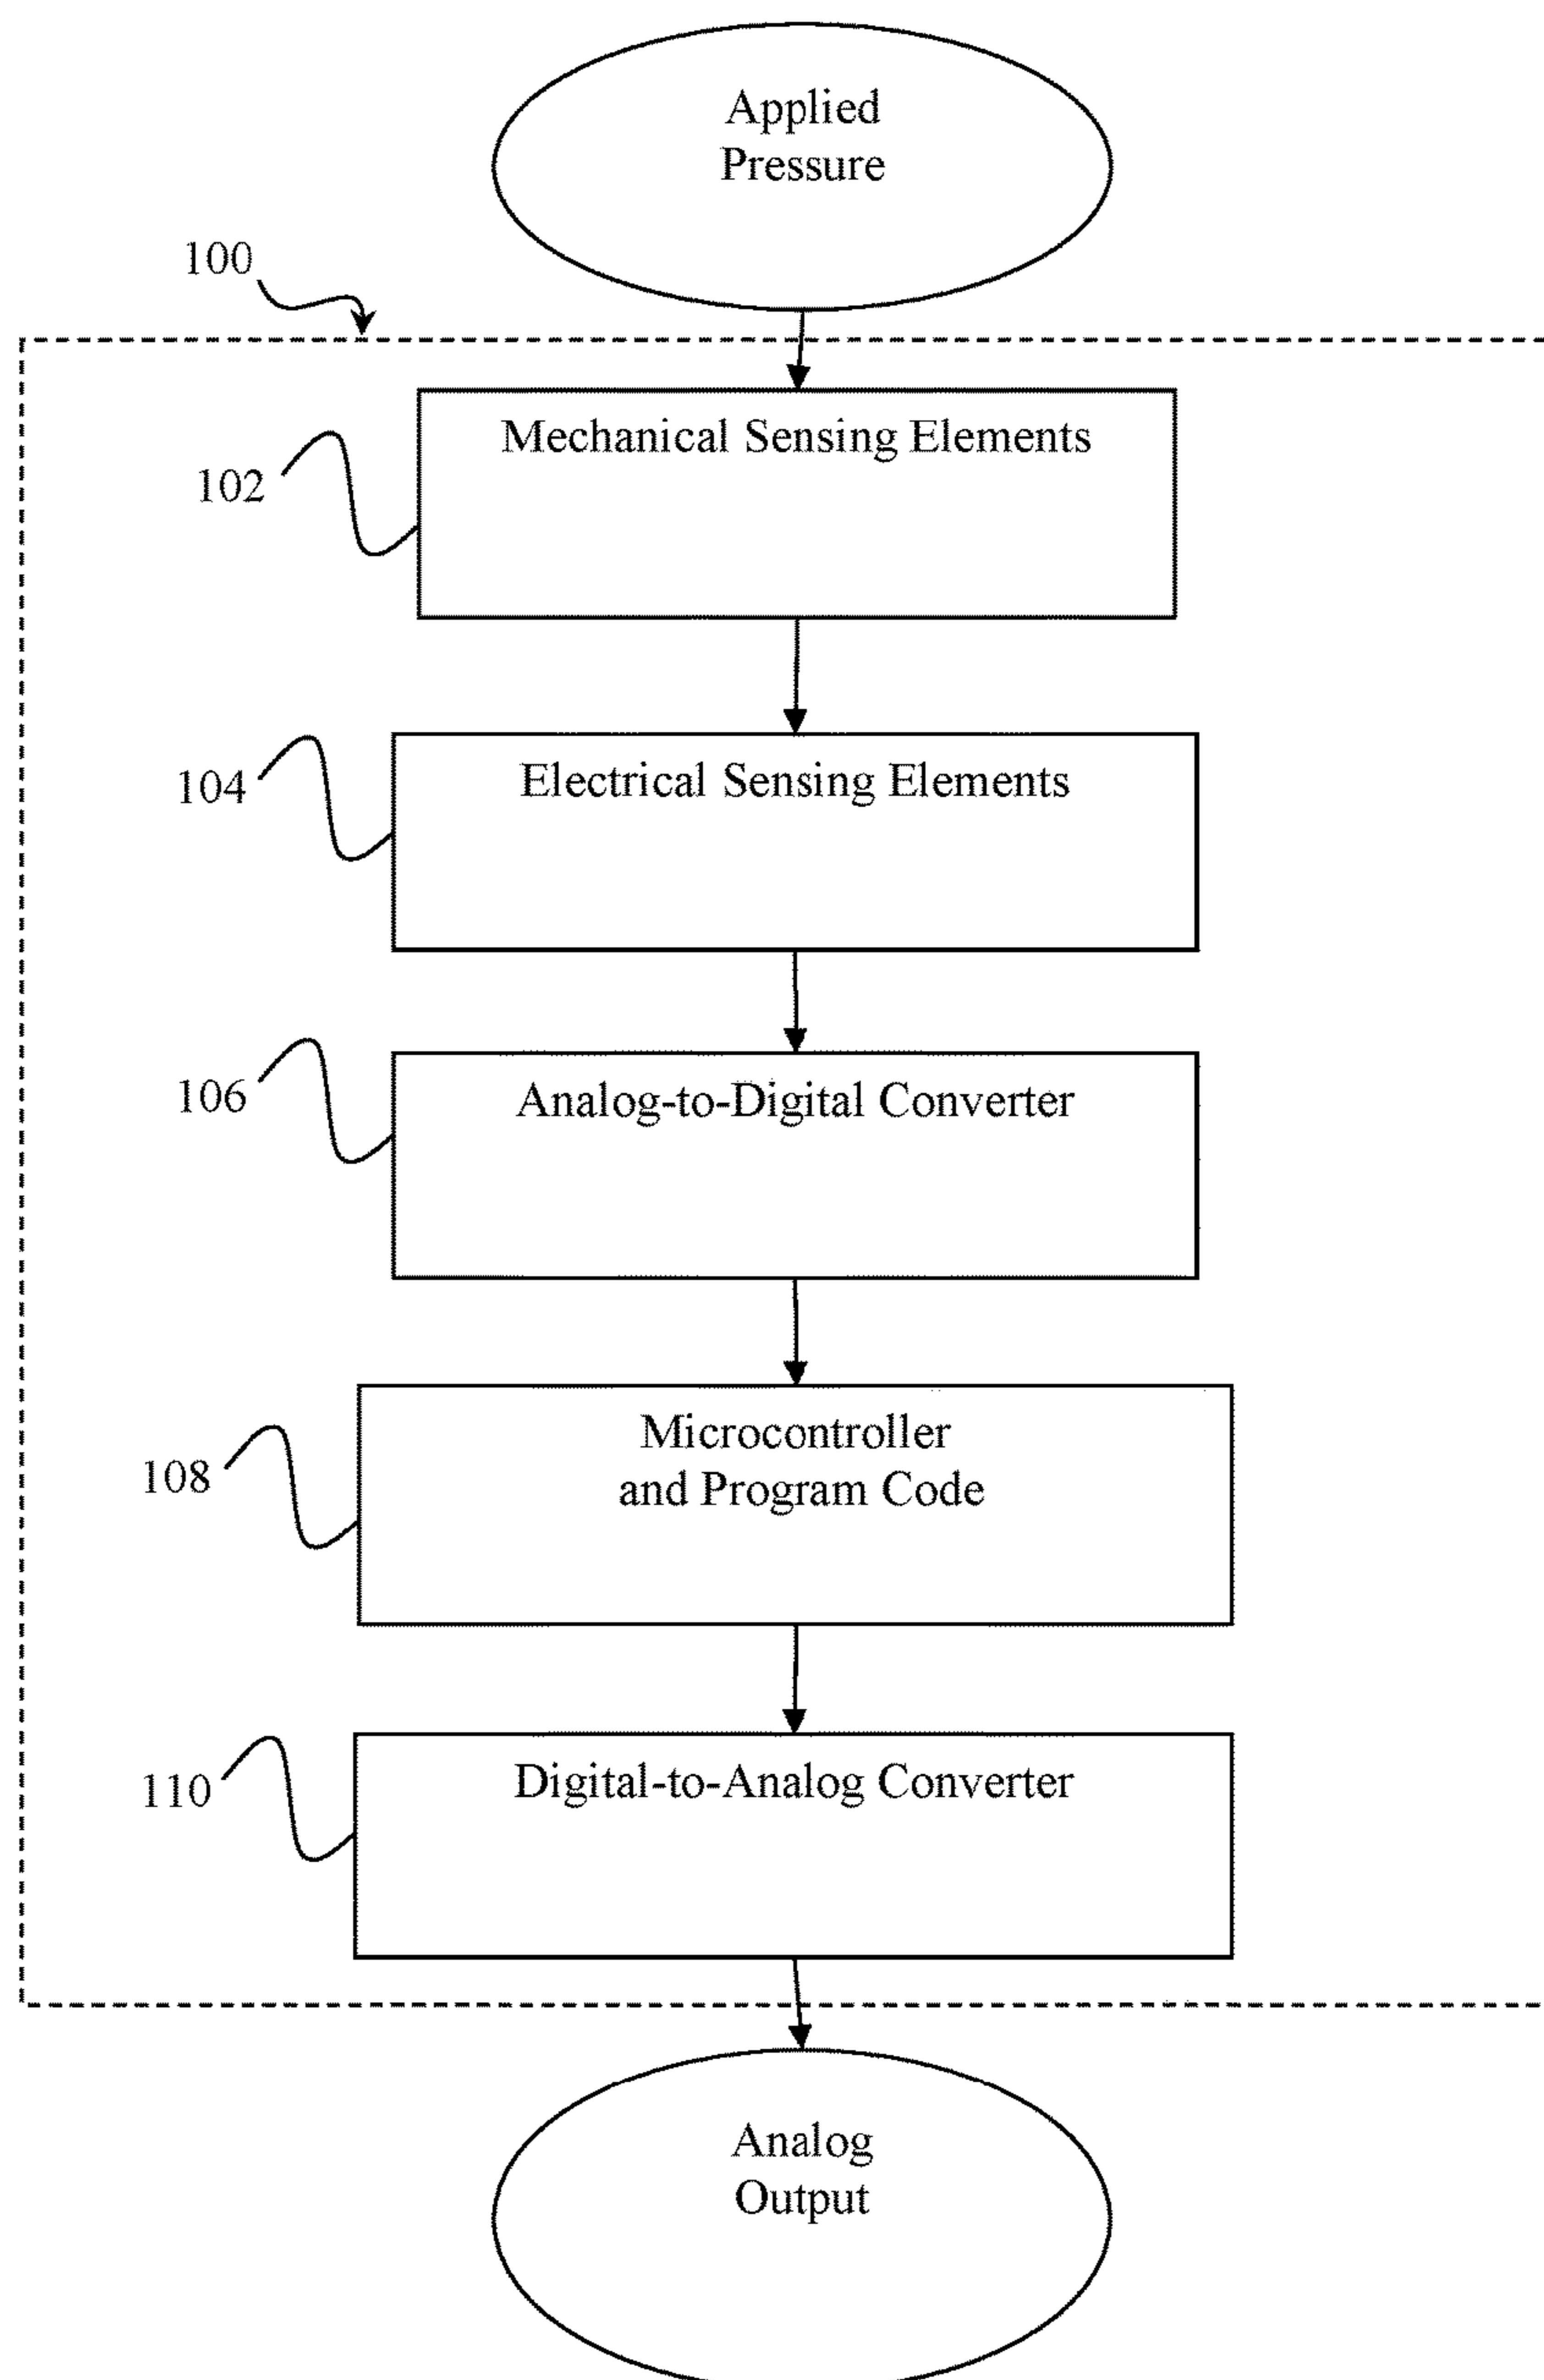 Applied
Pressure
100
Mechanical Sensing Elements
102
Electrical Sensing Elements
104
Analog-to-Digital Converter
106
Microcontroller
and Program Code
108
Digital-to-Analog Converter
110
Analog
Output